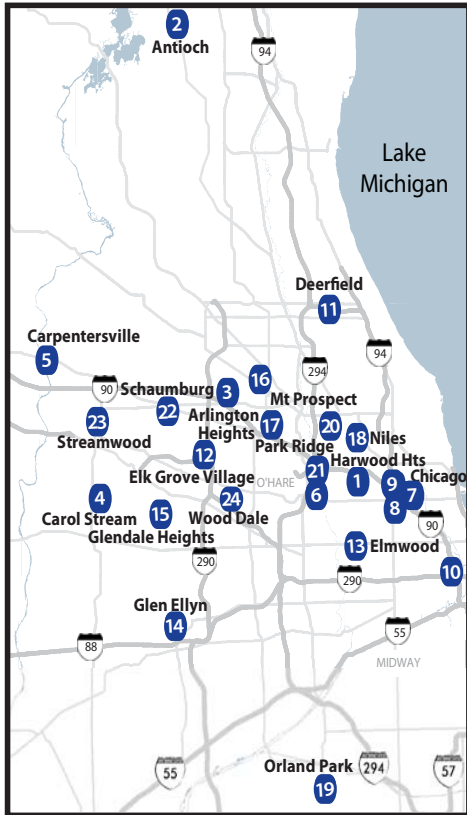 2
Antioch
94
Lake
Michigan
Deerfield
11
Carpentersville
5
294
94
90
Schaumburg
3
16
Mt Prospect
22
Arlington
Heights
17
20
23
Streamwood
Park Ridge
18
Niles
12
Harwood Hts
21
O'HARE
1
9
Chicago
Elk Grove Village
4
24
6
7
8
Carol Stream
15
Wood Dale
90
Glendale Heights
13
Elmwood
290
290
10
Glen Ellyn
14
88
55
MIDWAY
55
Orland Park
294
57
19